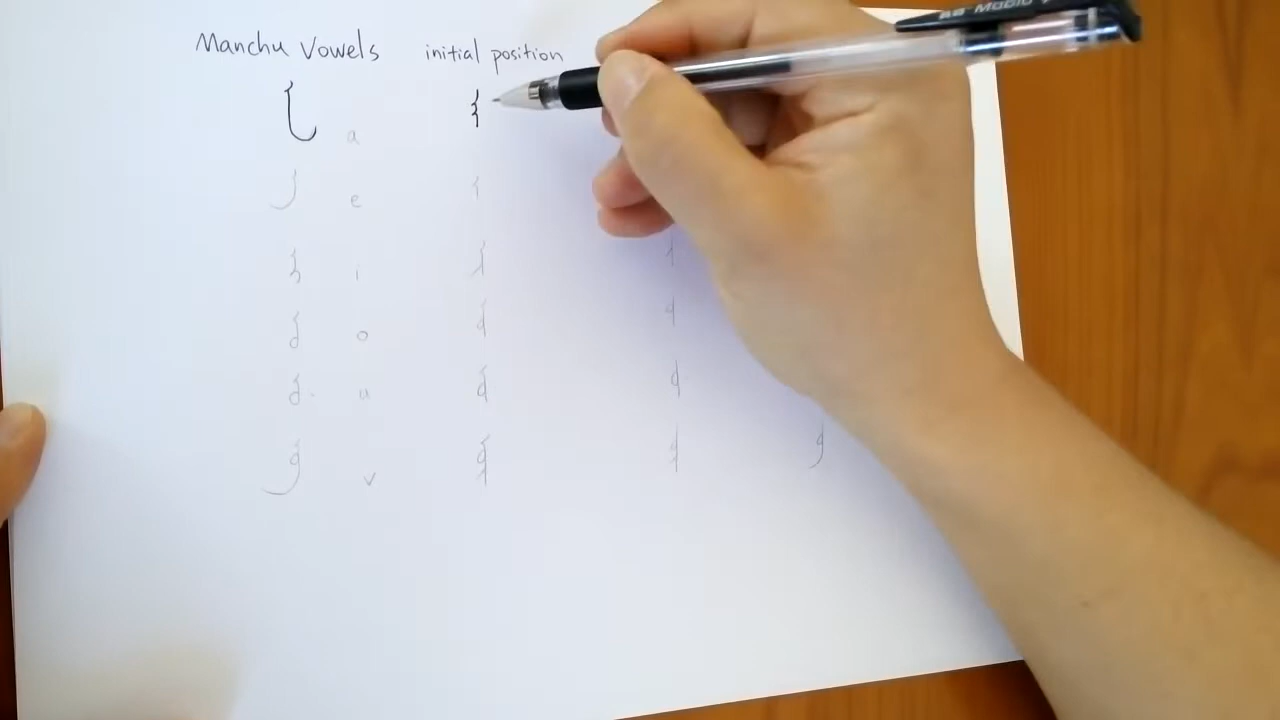 Manchu Vowels initial position
ᠠ a ᠠ‍
ᡝ e ᡝ‍
ᡳ i ᡳ‍ ‍ᡳ‍
ᠣ o ᠣ‍ ‍ᠣ‍
ᡠ u ᡠ‍ ‍ᡠ‍
ᡡ v ᡡ‍ ‍ᡡ‍ ‍ᡡ